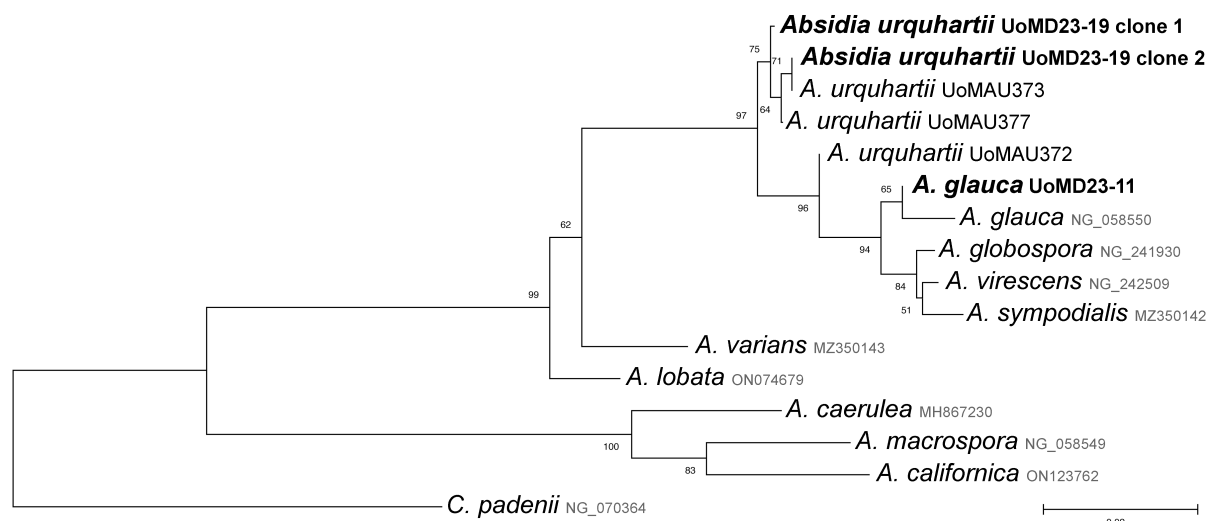 Absidia urquhartii UoMD23-19 clone 1
75
Absidia urquhartii UoMD23-19 clone 2
71
A. urquhartii UoMAU373
64
97
A. urquhartii UoMAU377
A. urquhartii UoMAU372
65
A. glauca UoMD23-11
96
A. glauca NG_058550
62
94
A. globospora NG_241930
A. virescens NG_242509
84
99
51
A. sympodialis MZ350142
A. varians MZ350143
A. lobata ON074679
A. caerulea MH867230
100
A. macrospora NG_058549
83
A. californica ON123762
C. padenii NG_070364